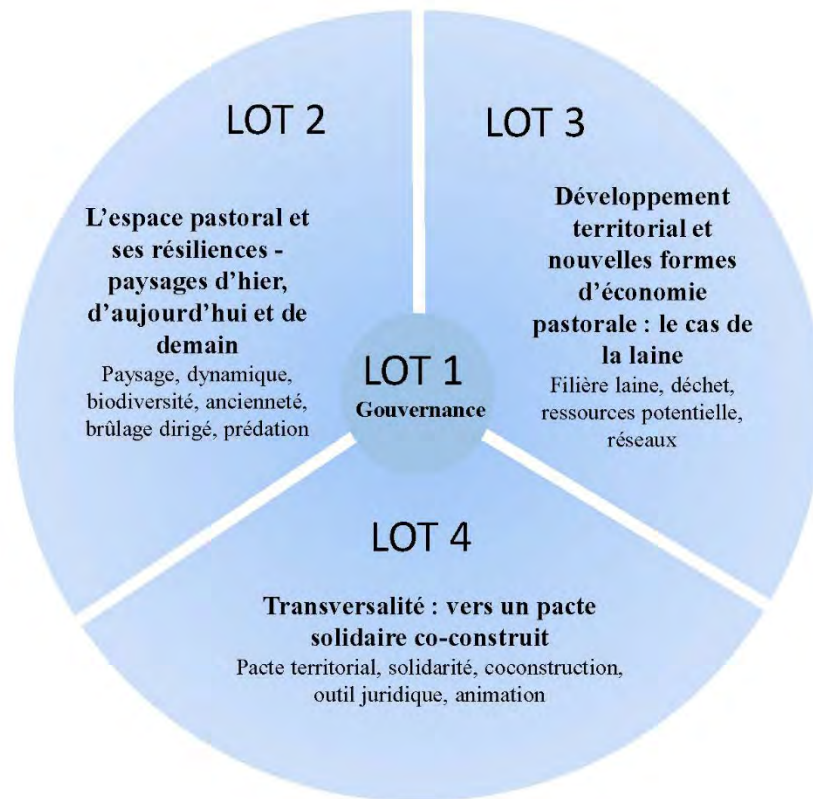 LOT 2
L’espace pastoral et
ses résiliences -
paysages d’hier,
d’aujourd’hui et de
demain
Paysage, dynamique,
biodiversité, ancienneté,
brûlage dirigé, prédation
LOT 3
Développement
territorial et
nouvelles formes
d’économie
pastorale : le cas de
la laine
Filière laine, déchet,
ressources potentielle,
réseaux
LOT 1
Gouvernance
LOT 4
Transversalité : vers un pacte
solidaire co-construit
Pacte territorial, solidarité, coconstruction,
outil juridique, animation